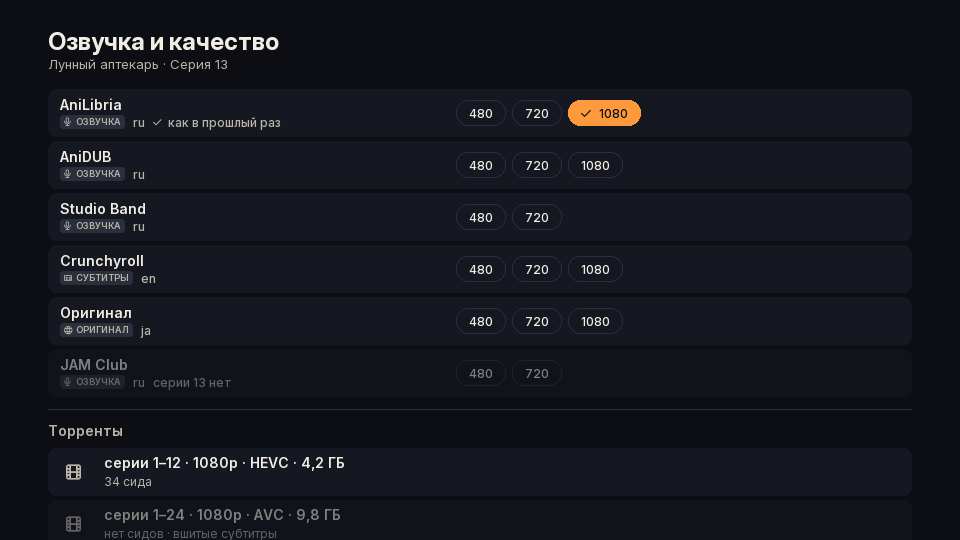 Озвучка и качество
Лунный аптекарь · Серия 13
AniLibria
ОЗВУЧКА ru ✓ как в прошлый раз
480 720 ✓ 1080
AniDUB
ОЗВУЧКА ru
480 720 1080
Studio Band
ОЗВУЧКА ru
480 720
Crunchyroll
СУБТИТРЫ en
480 720 1080
Оригинал
ОРИГИНАЛ ja
480 720 1080
JAM Club
ОЗВУЧКА ru серии 13 нет
480 720
Торренты
серии 1–12 · 1080p · HEVC · 4,2 ГБ
34 сида
серии 1–24 · 1080p · AVC · 9,8 ГБ
нет сидов · вшитые субтитры